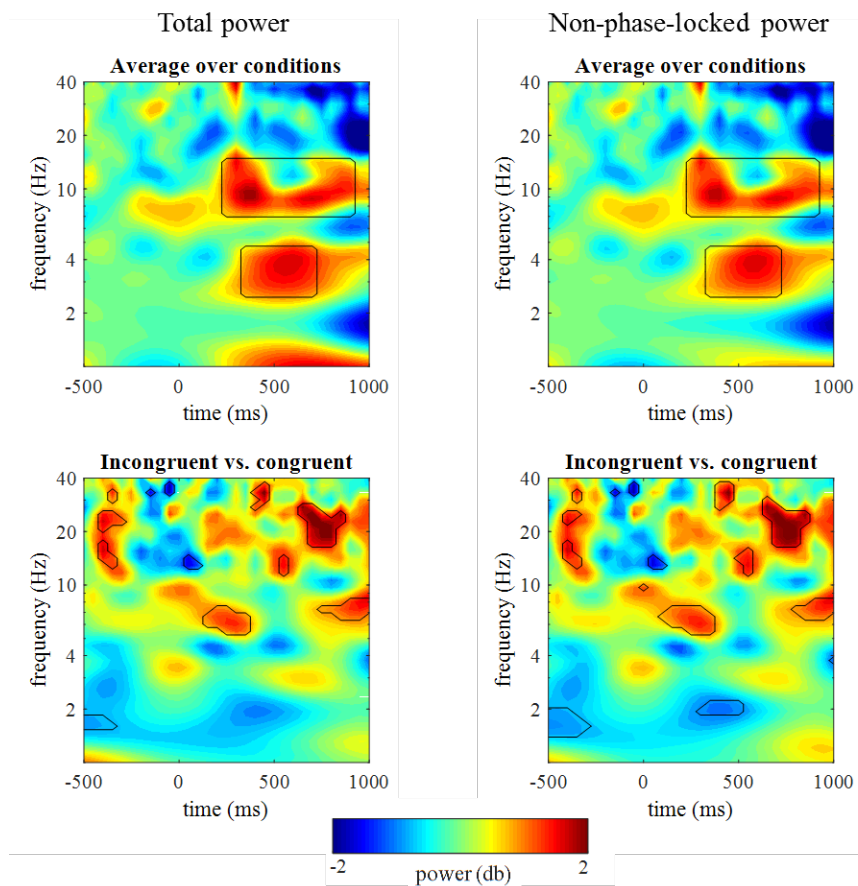 Total power
Non-phase-locked power
Average over conditions
Average over conditions
frequency (Hz)
40
20
10
4
2
-500
0
500
1000
time (ms)
frequency (Hz)
40
20
10
4
2
-500
0
500
1000
time (ms)
Incongruent vs. congruent
Incongruent vs. congruent
frequency (Hz)
40
20
10
4
2
-500
0
500
1000
time (ms)
frequency (Hz)
40
20
10
4
2
-500
0
500
1000
time (ms)
-2
2
power (db)